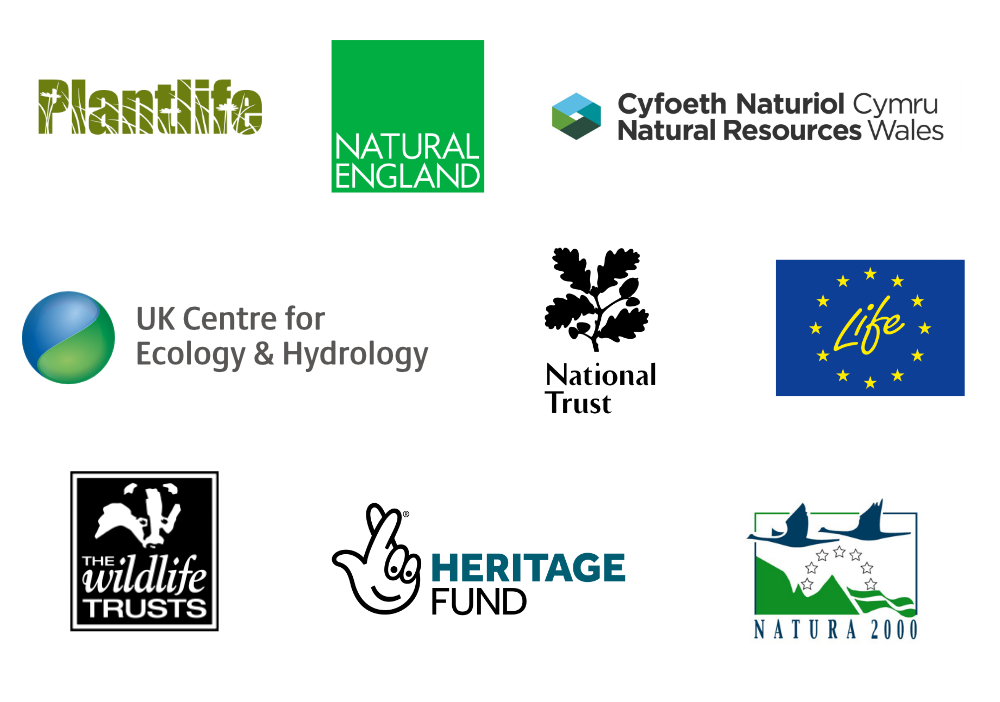 Plantlife
NATURAL
ENGLAND
Cyfoeth Naturiol Cymru
Natural Resources Wales
UK Centre for
Ecology & Hydrology
National
Trust
Life
THE
wildlife
TRUSTS
®
HERITAGE
FUND
NATURA 2000